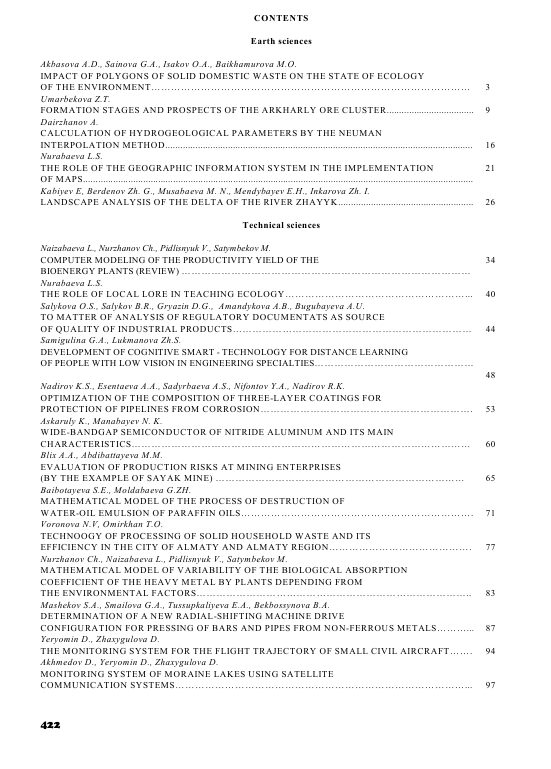 CONTENTS
Earth sciences
Akbasova A.D., Sainova G.A., Isakov O.A., Baikhamurova M.O.
IMPACT OF POLYGONS OF SOLID DOMESTIC WASTE ON THE STATE OF ECOLOGY
OF THE ENVIRONMENT…………………………………………………………………………… 3
Umarbekova Z.T.
FORMATION STAGES AND PROSPECTS OF THE ARKHARLY ORE CLUSTER.................................. 9
Dairzhanov A.
CALCULATION OF HYDROGEOLOGICAL PARAMETERS BY THE NEUMAN
INTERPOLATION METHOD........................................................................................................................ 16
Nurabaeva L.S.
THE ROLE OF THE GEOGRAPHIC INFORMATION SYSTEM IN THE IMPLEMENTATION 21
OF MAPS........................................................................................................................................................
Kabiyev E, Berdenov Zh. G., Musabaeva M. N., Mendybayev E.H., Inkarova Zh. I.
LANDSCAPE ANALYSIS OF THE DELTA OF THE RIVER ZHAYYK..................................................... 26
Technical sciences
Naizabaeva L., Nurzhanov Ch., Pidlisnyuk V., Satymbekov M.
COMPUTER MODELING OF THE PRODUCTIVITY YIELD OF THE 34
BIOENERGY PLANTS (REVIEW) ……………………………………………………………………
Nurabaeva L.S.
THE ROLE OF LOCAL LORE IN TEACHING ECOLOGY…………………………………………….. 40
Salykova O.S., Salykov B.R., Gryazin D.G., Amandykova A.B., Bugubayeva A.U.
TO MATTER OF ANALYSIS OF REGULATORY DOCUMENTATS AS SOURCE
OF QUALITY OF INDUSTRIAL PRODUCTS………………………………………………………… 44
Samigulina G.A., Lukmanova Zh.S.
DEVELOPMENT OF COGNITIVE SMART - TECHNOLOGY FOR DISTANCE LEARNING
OF PEOPLE WITH LOW VISION IN ENGINEERING SPECIALTIES…………………………………
48
Nadirov K.S., Esentaeva A.A., Sadyrbaeva A.S., Nifontov Y.A., Nadirov R.K.
OPTIMIZATION OF THE COMPOSITION OF THREE-LAYER COATINGS FOR
PROTECTION OF PIPELINES FROM CORROSION…………………………………………………. 53
Askaruly K., Manabayev N. K.
WIDE-BANDGAP SEMICONDUCTOR OF NITRIDE ALUMINUM AND ITS MAIN
CHARACTERISTICS………………………………………………………………………………… 60
Blix A.A., Abdibattayeva M.M.
EVALUATION OF PRODUCTION RISKS AT MINING ENTERPRISES
(BY THE EXAMPLE OF SAYAK MINE) …………………………………………………………… 65
Baibotayeva S.E., Moldabaeva G.ZH.
MATHEMATICAL MODEL OF THE PROCESS OF DESTRUCTION OF
WATER-OIL EMULSION OF PARAFFIN OILS………………………………………………………. 71
Voronova N.V, Omirkhan T.O.
TECHNOOGY OF PROCESSING OF SOLID HOUSEHOLD WASTE AND ITS
EFFICIENCY IN THE CITY OF ALMATY AND ALMATY REGION………………………………. 77
Nurzhanov Ch., Naizabaeva L., Pidlisnyuk V., Satymbekov M.
MATHEMATICAL MODEL OF VARIABILITY OF THE BIOLOGICAL ABSORPTION
COEFFICIENT OF THE HEAVY METAL BY PLANTS DEPENDING FROM
THE ENVIRONMENTAL FACTORS………………………………………………………………… 83
Mashekov S.A., Smailova G.A., Tussupkaliyeva E.A., Bekbossynova B.A.
DETERMINATION OF A NEW RADIAL-SHIFTING MACHINE DRIVE
CONFIGURATION FOR PRESSING OF BARS AND PIPES FROM NON-FERROUS METALS……….. 87
Yeryomin D., Zhaxygulova D.
THE MONITORING SYSTEM FOR THE FLIGHT TRAJECTORY OF SMALL CIVIL AIRCRAFT……. 94
Akhmedov D., Yeryomin D., Zhaxygulova D.
MONITORING SYSTEM OF MORAINE LAKES USING SATELLITE
COMMUNICATION SYSTEMS……………………………………………………………………….. 97
422